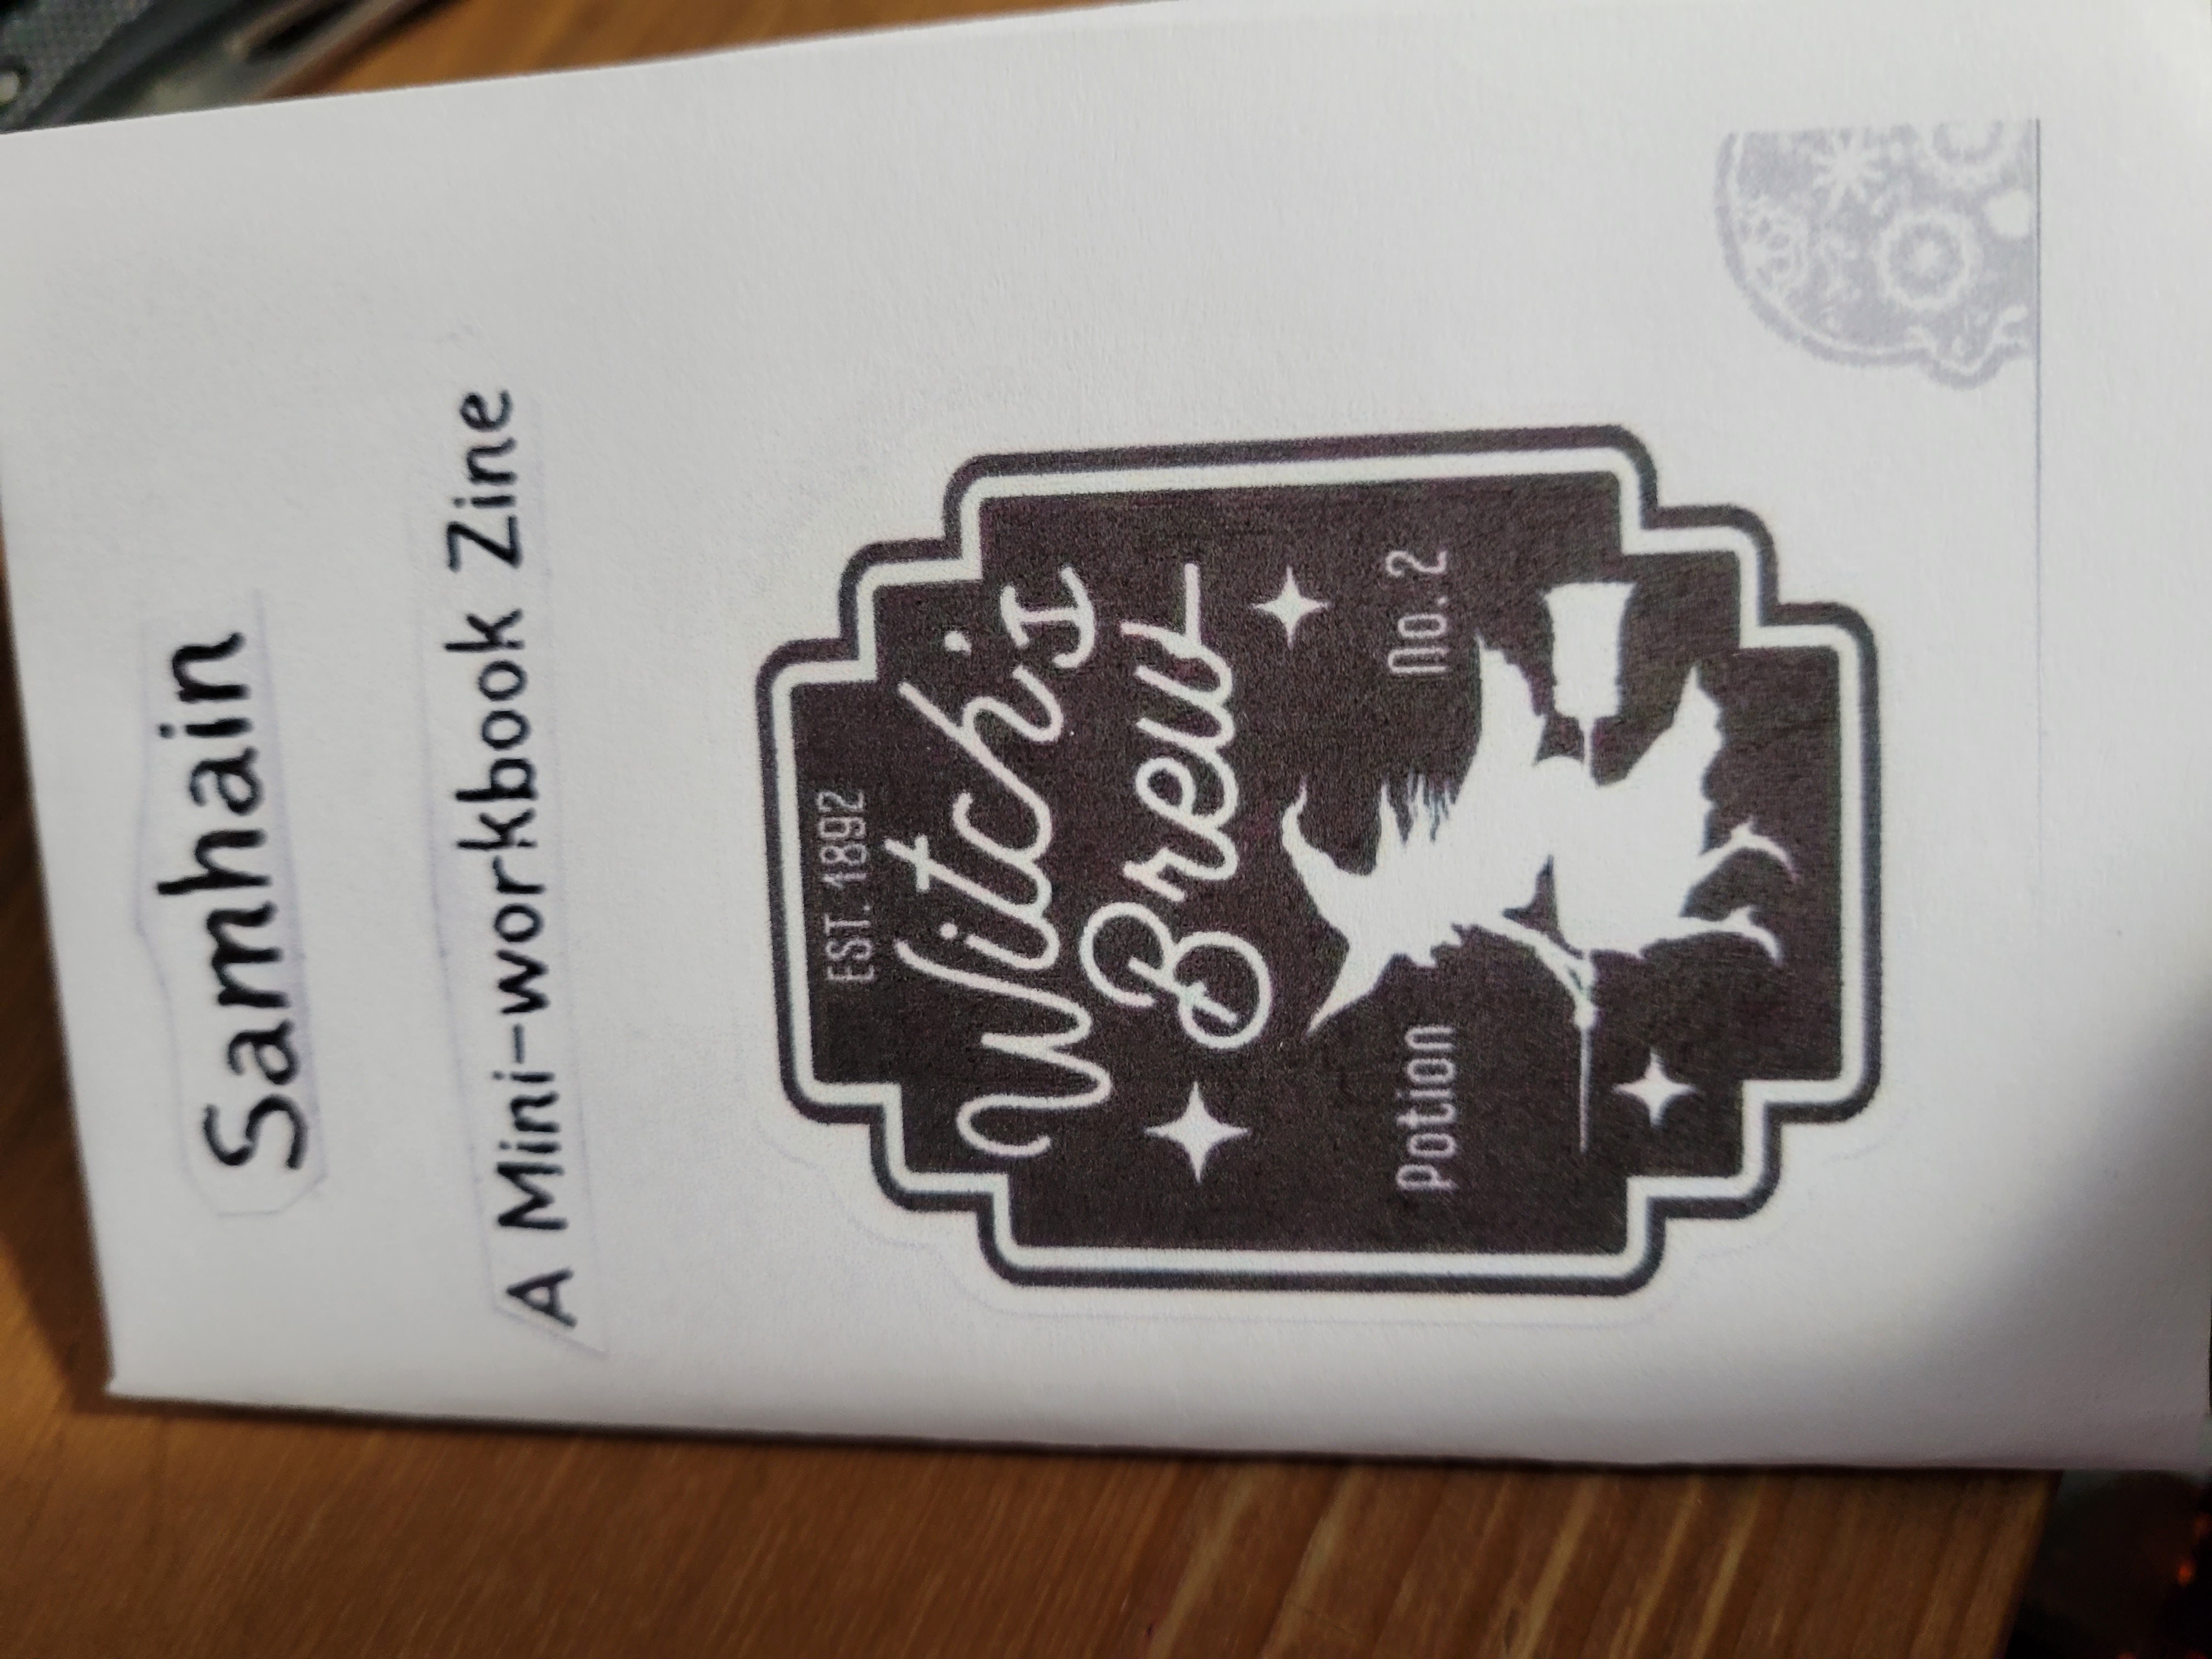 Samhain
A Mini-workbook Zine
EST. 1892
Witch's
Brew
Potion No. 2